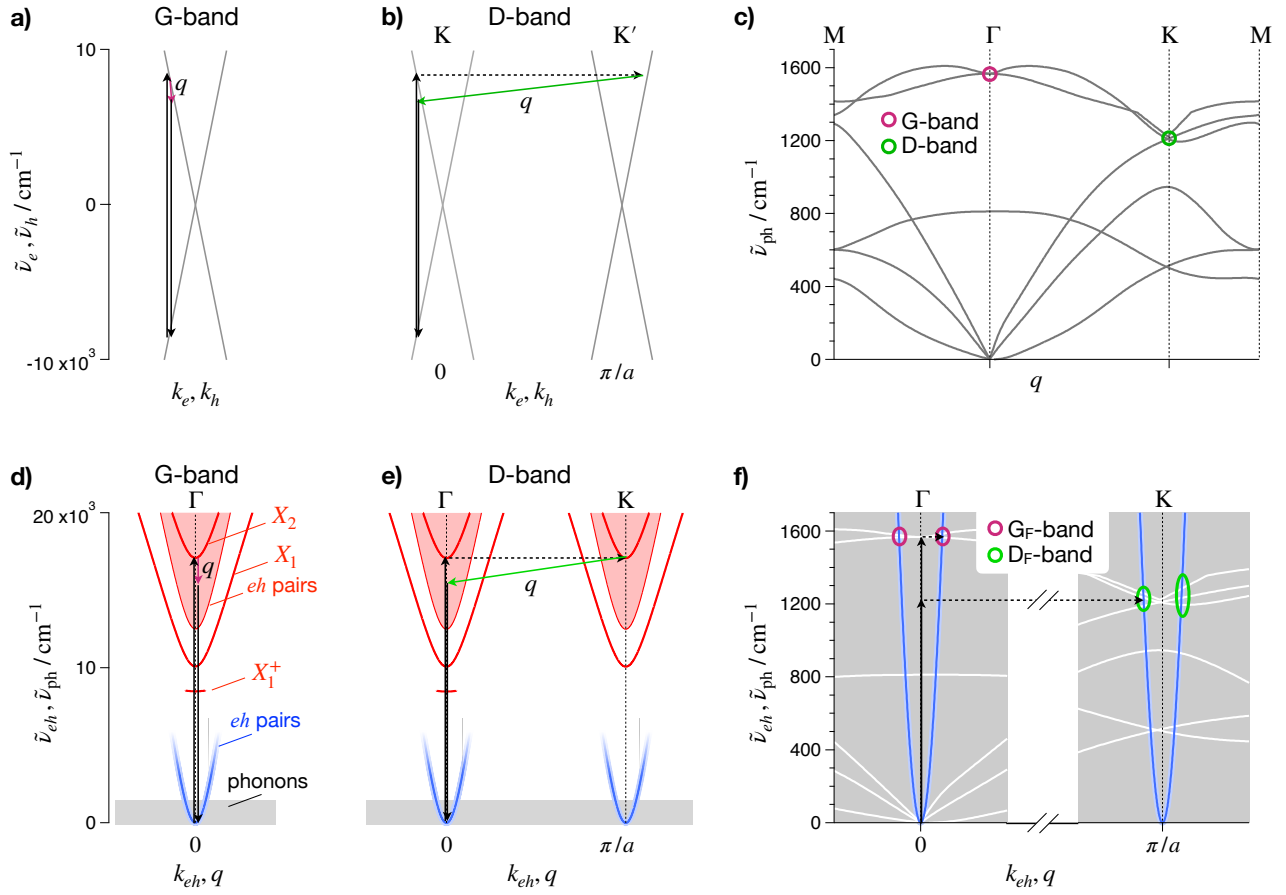 a)
G-band
10
0
-10 x10³
ν̃ₑ, ν̃ₕ / cm⁻¹
q
kₑ, kₕ
b)
D-band
K
K′
q
0
π/a
kₑ, kₕ
c)
M
Γ
K
M
1600
1200
800
400
0
ν̃ₚₕ / cm⁻¹
G-band
D-band
q
d)
G-band
Γ
20 x10³
10
0
ν̃ₑₕ, ν̃ₚₕ / cm⁻¹
X₂
X₁
q
eh pairs
X₁⁺
eh pairs
phonons
0
kₑₕ, q
e)
D-band
Γ
K
q
0
π/a
kₑₕ, q
f)
Γ
K
1600
1200
800
400
0
ν̃ₑₕ, ν̃ₚₕ / cm⁻¹
G_F-band
D_F-band
0
π/a
kₑₕ, q